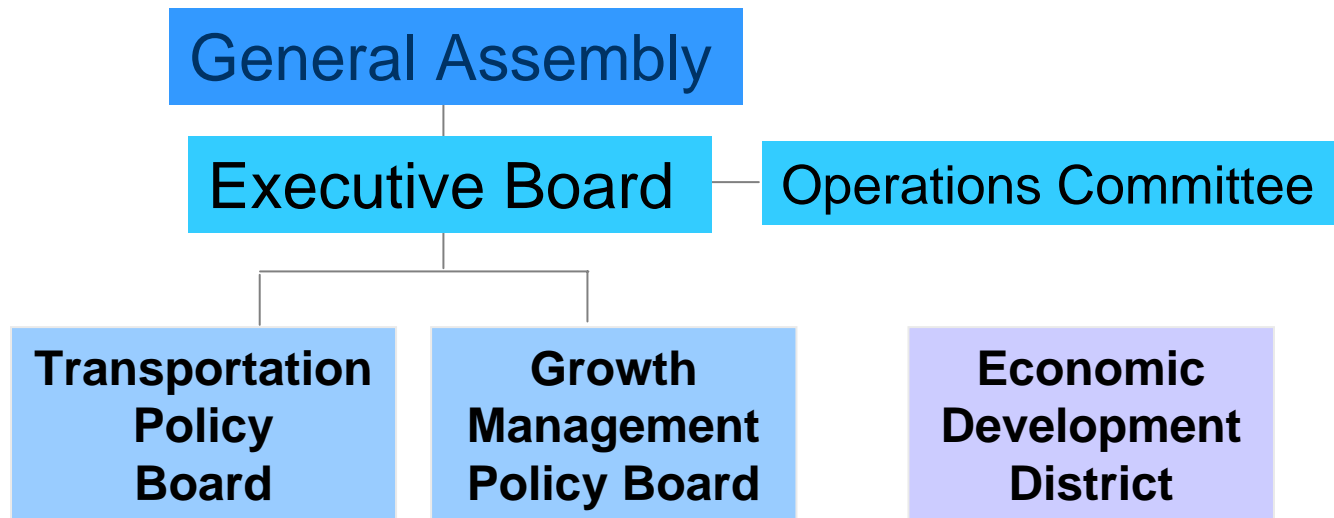 General Assembly
Executive Board
Operations Committee
Transportation
Policy
Board
Growth
Management
Policy Board
Economic
Development
District